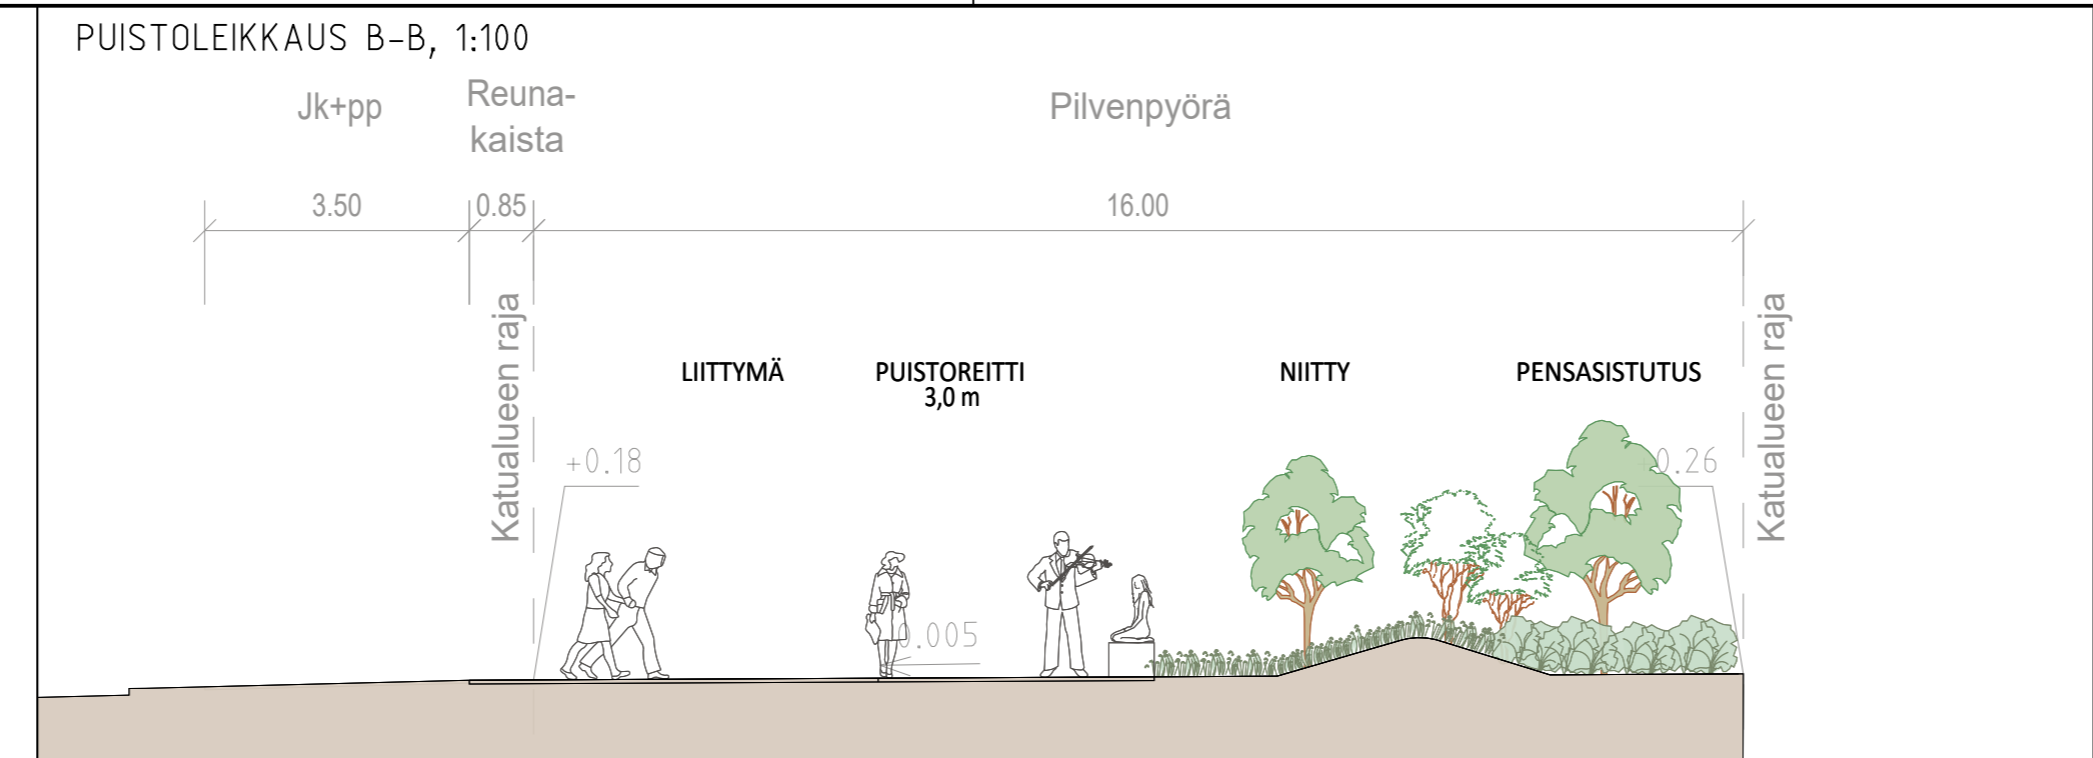 PUISTOLEIKKAUS B-B, 1:100
Jk+pp
Reuna-
kaista
Pilvenpyörä
3.50
0.85
16.00
Katualueen raja
Katualueen raja
LIITTYMÄ
PUISTOREITTI
3,0 m
NIITTY
PENSASISTUTUS
+0.18
+0.26
0.005